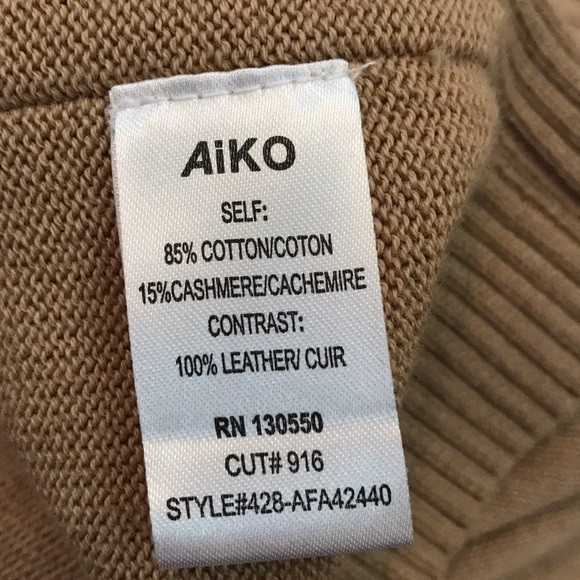 AiKO
SELF:
85% COTTON/COTON
15%CASHMERE/CACHEMIRE
CONTRAST:
100% LEATHER/ CUIR
RN 130550
CUT# 916
STYLE#428-AFA42440